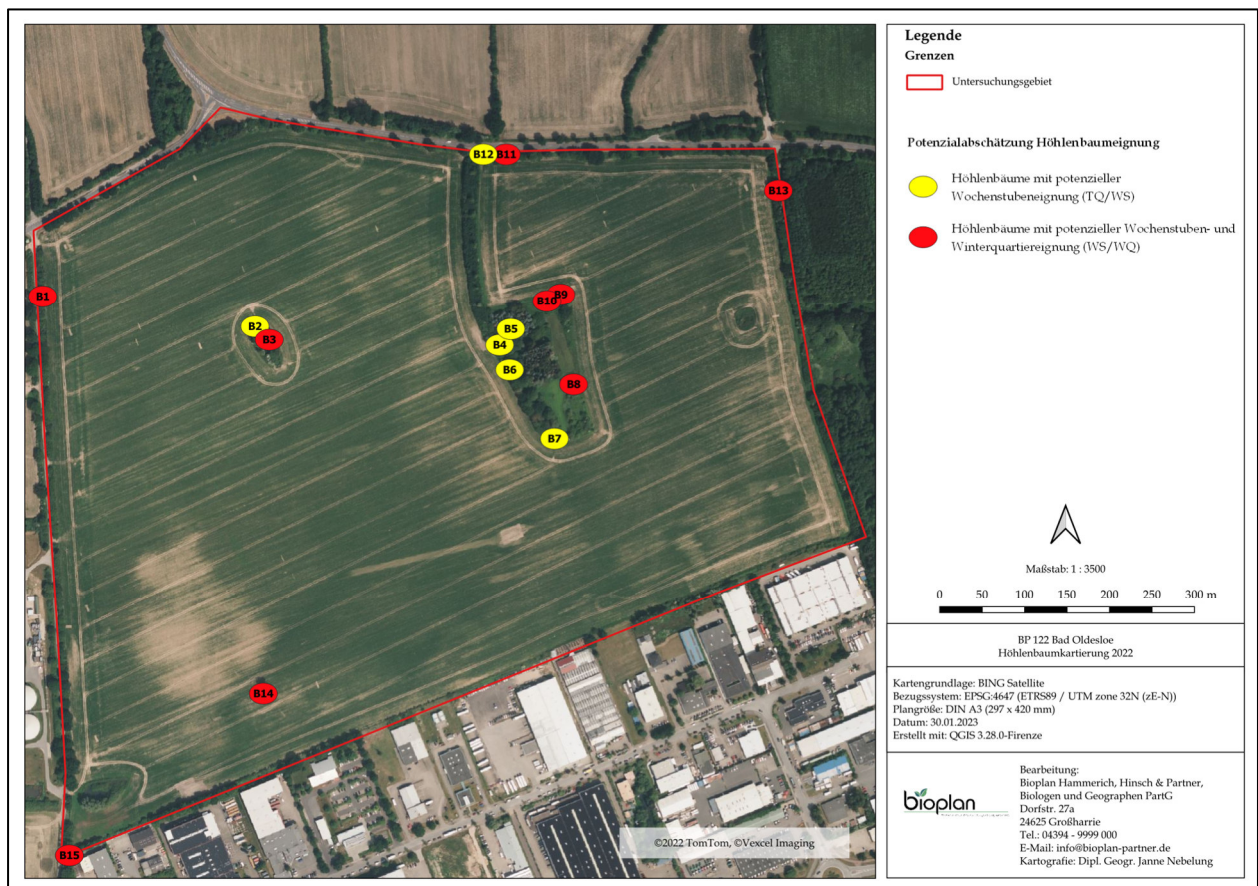 B12
B11
B13
B1
B9
B10
B2
B5
B3
B4
B6
B8
B7
B14
B15
©2022 TomTom, ©Vexcel Imaging
Legende
Grenzen
Untersuchungsgebiet
Potenzialabschätzung Höhlenbaumeignung
Höhlenbäume mit potenzieller
Wochenstubeneignung (TQ/WS)
Höhlenbäume mit potenzieller Wochenstuben- und
Winterquartiereignung (WS/WQ)
Maßstab: 1 : 3500
0 50 100 150 200 250 300 m
BP 122 Bad Oldesloe
Höhlenbaumkartierung 2022
Kartengrundlage: BING Satellite
Bezugssystem: EPSG:4647 (ETRS89 / UTM zone 32N (zE-N))
Plangröße: DIN A3 (297 x 420 mm)
Datum: 30.01.2023
Erstellt mit: QGIS 3.28.0-Firenze
bioplan
Bearbeitung:
Bioplan Hammerich, Hinsch & Partner,
Biologen und Geographen PartG
Dorfstr. 27a
24625 Großharrie
Tel.: 04394 - 9999 000
E-Mail: info@bioplan-partner.de
Kartografie: Dipl. Geogr. Janne Nebelung